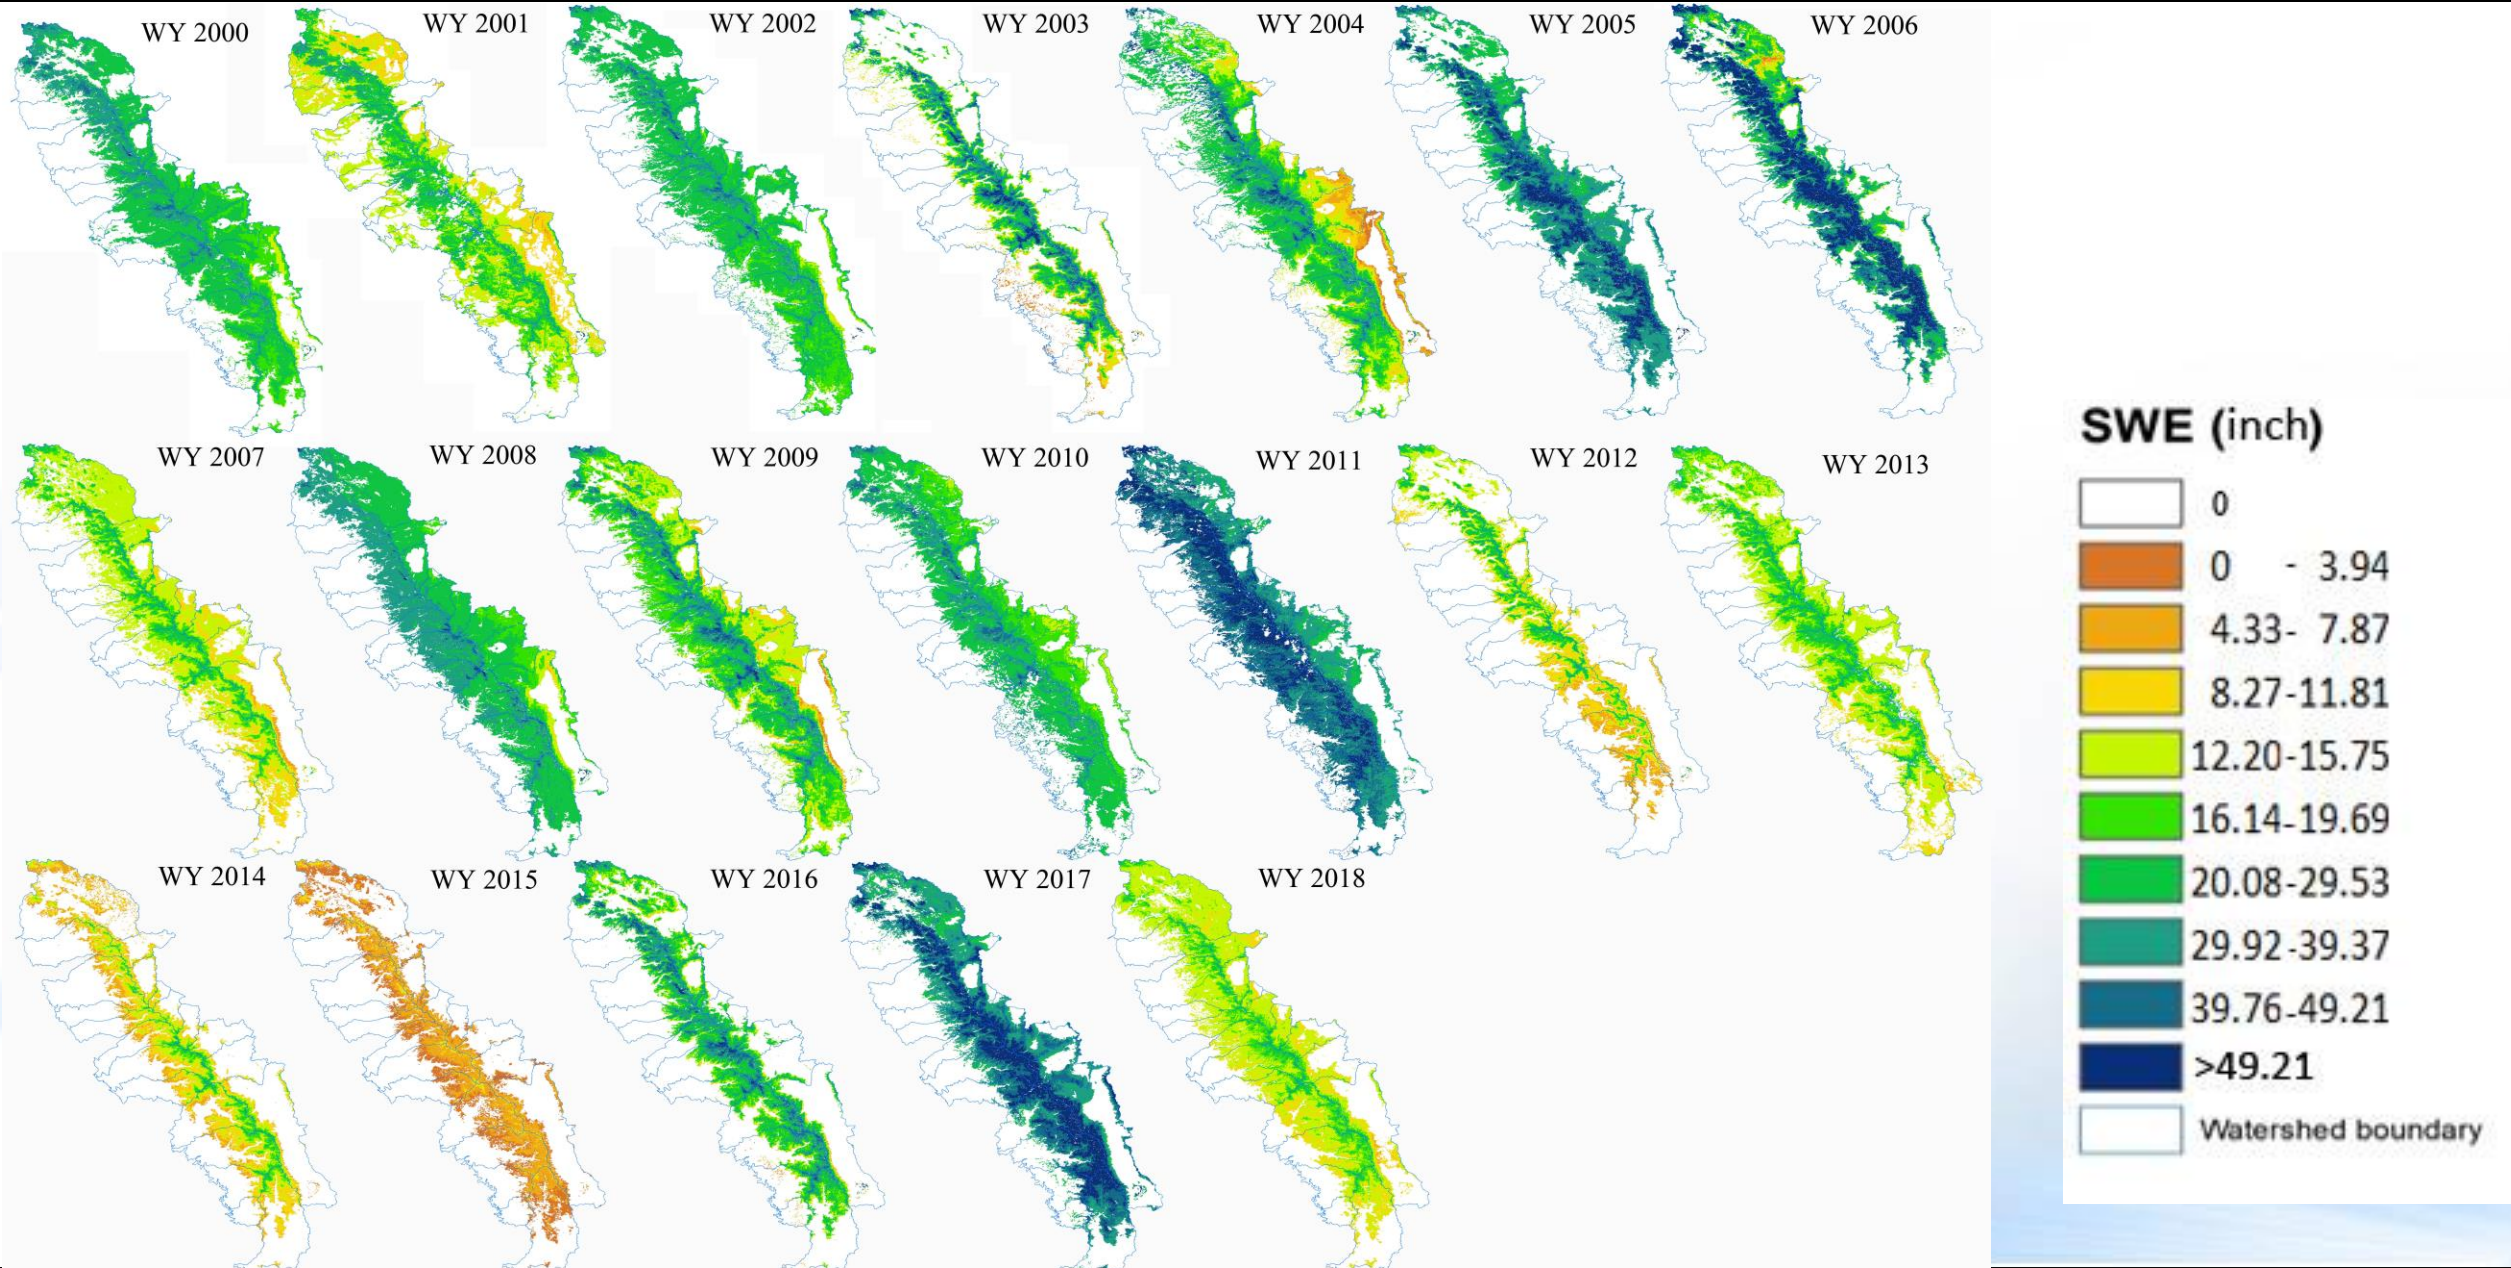 WY 2000
WY 2001
WY 2002
WY 2003
WY 2004
WY 2005
WY 2006
WY 2007
WY 2008
WY 2009
WY 2010
WY 2011
WY 2012
WY 2013
WY 2014
WY 2015
WY 2016
WY 2017
WY 2018
SWE (inch)
0
0 - 3.94
4.33- 7.87
8.27-11.81
12.20-15.75
16.14-19.69
20.08-29.53
29.92-39.37
39.76-49.21
>49.21
Watershed boundary